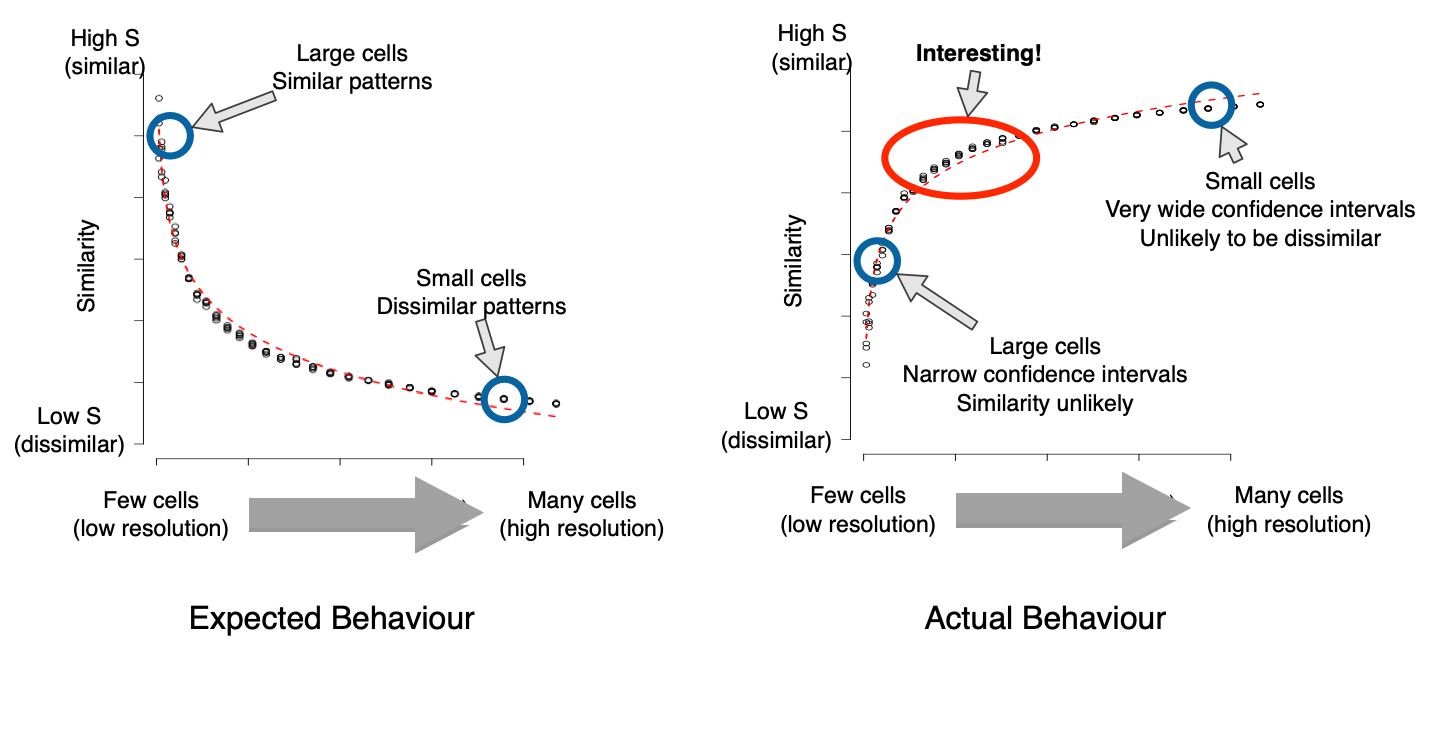 High S
(similar)
Large cells
Similar patterns
Similarity
Small cells
Dissimilar patterns
Low S
(dissimilar)
Few cells
(low resolution)
Many cells
(high resolution)
Expected Behaviour
High S
(similar)
Interesting!
Small cells
Very wide confidence intervals
Unlikely to be dissimilar
Similarity
Large cells
Narrow confidence intervals
Similarity unlikely
Low S
(dissimilar)
Few cells
(low resolution)
Many cells
(high resolution)
Actual Behaviour